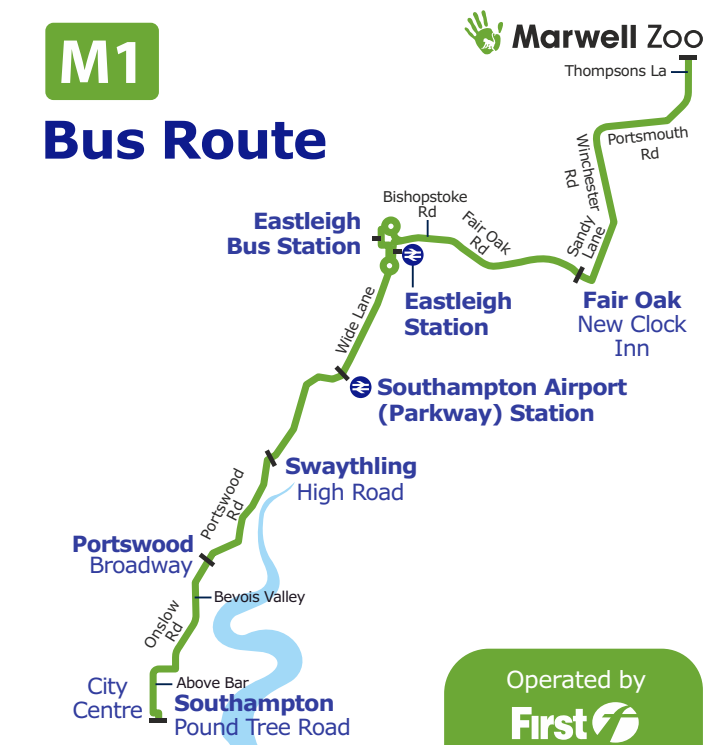 M1
Bus Route
Marwell Zoo
Thompsons La
Portsmouth
Rd
Winchester
Rd
Sandy
Lane
Bishopstoke
Rd
Fair Oak
Rd
Eastleigh
Bus Station
Eastleigh
Station
Fair Oak
New Clock
Inn
Wide Lane
Southampton Airport
(Parkway) Station
Swaythling
High Road
Portswood
Rd
Portswood
Broadway
Bevois Valley
Onslow
Rd
City
Centre
Above Bar
Southampton
Pound Tree Road
Operated by
First